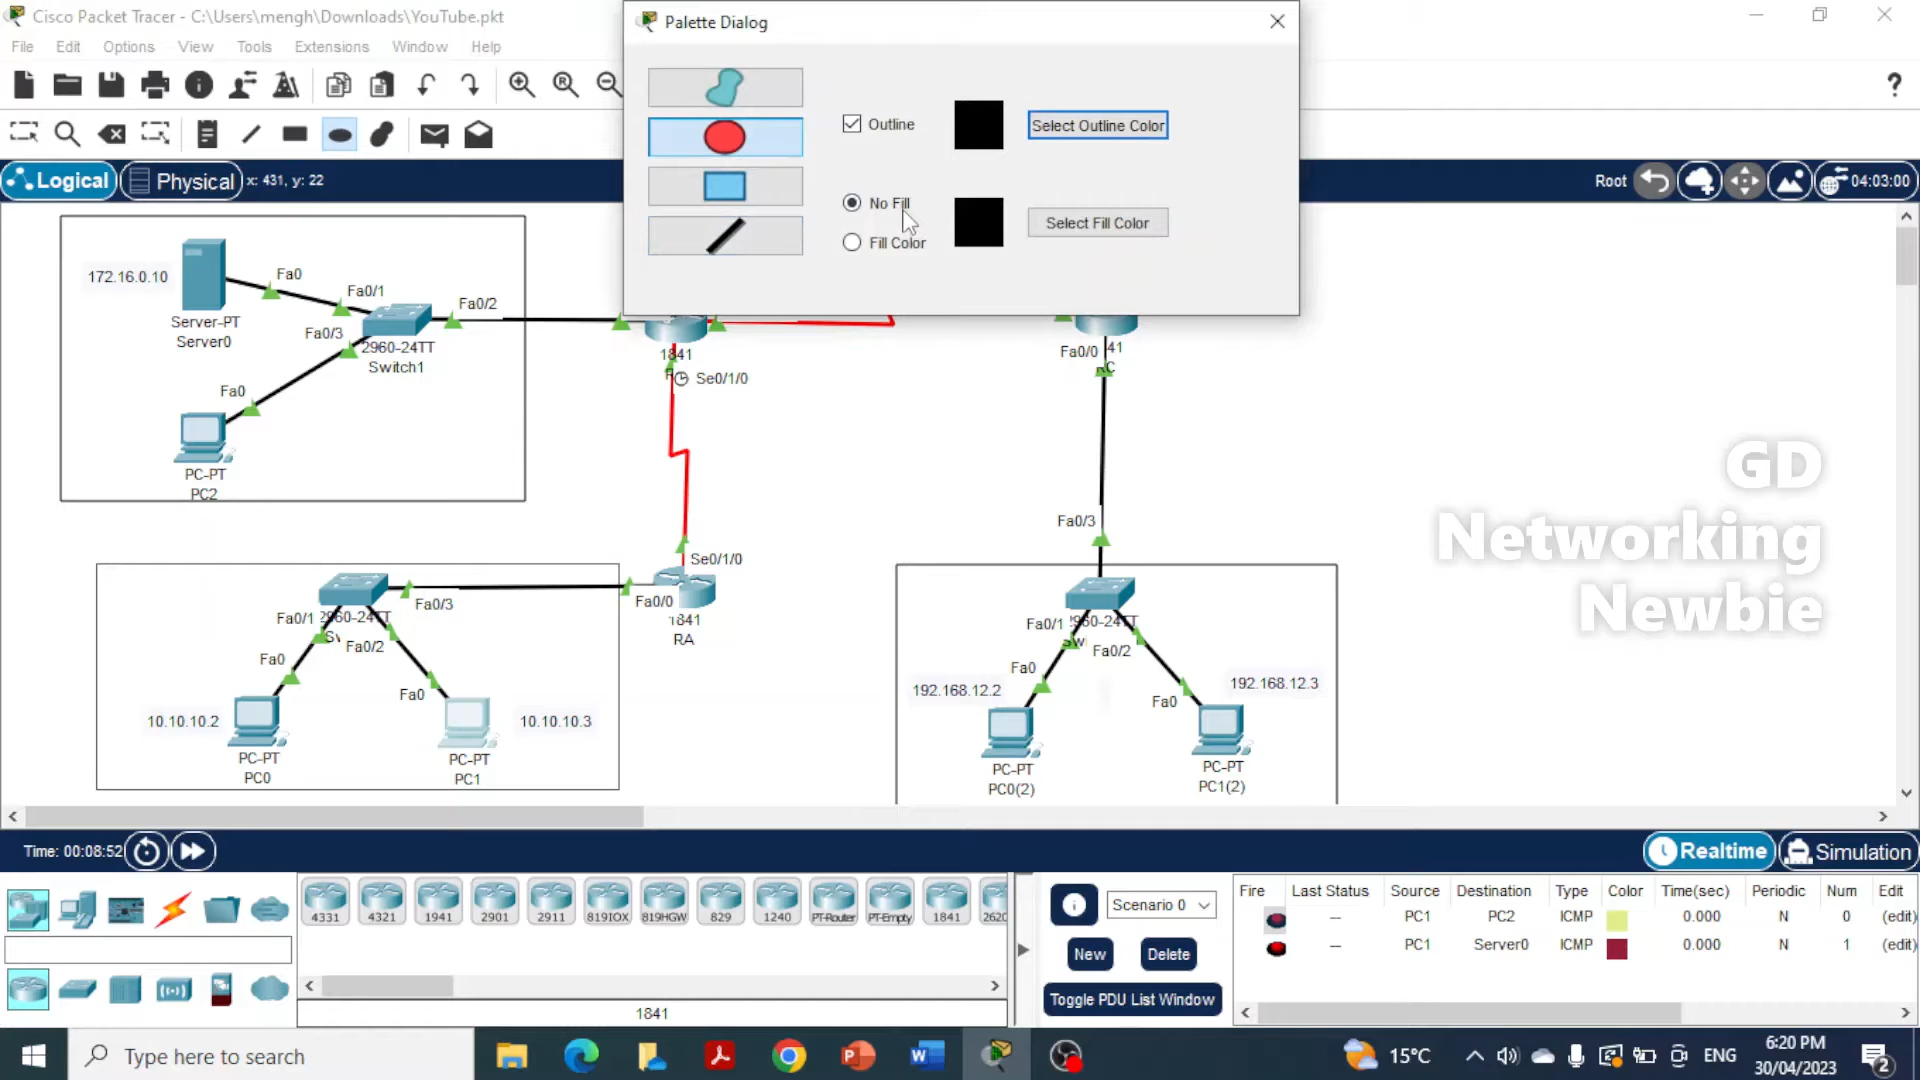 Cisco Packet Tracer - C:\Users\mengh\Downloads\YouTube.pkt
File Edit Options View Tools Extensions Window Help
Palette Dialog
Outline
Select Outline Color
No Fill
Fill Color
Select Fill Color
Logical Physical x: 431, y: 22
Root 04:03:00
172.16.0.10
Fa0
Fa0/1
Fa0/2
Server-PT
Server0
Fa0/3
2960-24TT
Switch1
Fa0
PC-PT
PC2
1841
Se0/1/0
Fa0/0
41
RC
Fa0/3
Se0/1/0
Fa0/3
Fa0/0
1841
RA
Fa0/1
2960-24TT
Fa0/2
Fa0
Fa0
10.10.10.2
10.10.10.3
PC-PT
PC0
PC-PT
PC1
Fa0/1
2960-24TT
Fa0/2
Fa0
Fa0
192.168.12.2
192.168.12.3
PC-PT
PC0(2)
PC-PT
PC1(2)
GD
Networking
Newbie
Time: 00:08:52
Realtime Simulation
4331 4321 1941 2901 2911 819IOX 819HGW 829 1240 PT-Router PT-Empty 1841 2620
1841
Scenario 0
New Delete
Toggle PDU List Window
Fire Last Status Source Destination Type Color Time(sec) Periodic Num Edit
-- PC1 PC2 ICMP 0.000 N 0 (edit)
-- PC1 Server0 ICMP 0.000 N 1 (edit)
Type here to search
15°C
ENG
6:20 PM
30/04/2023
2